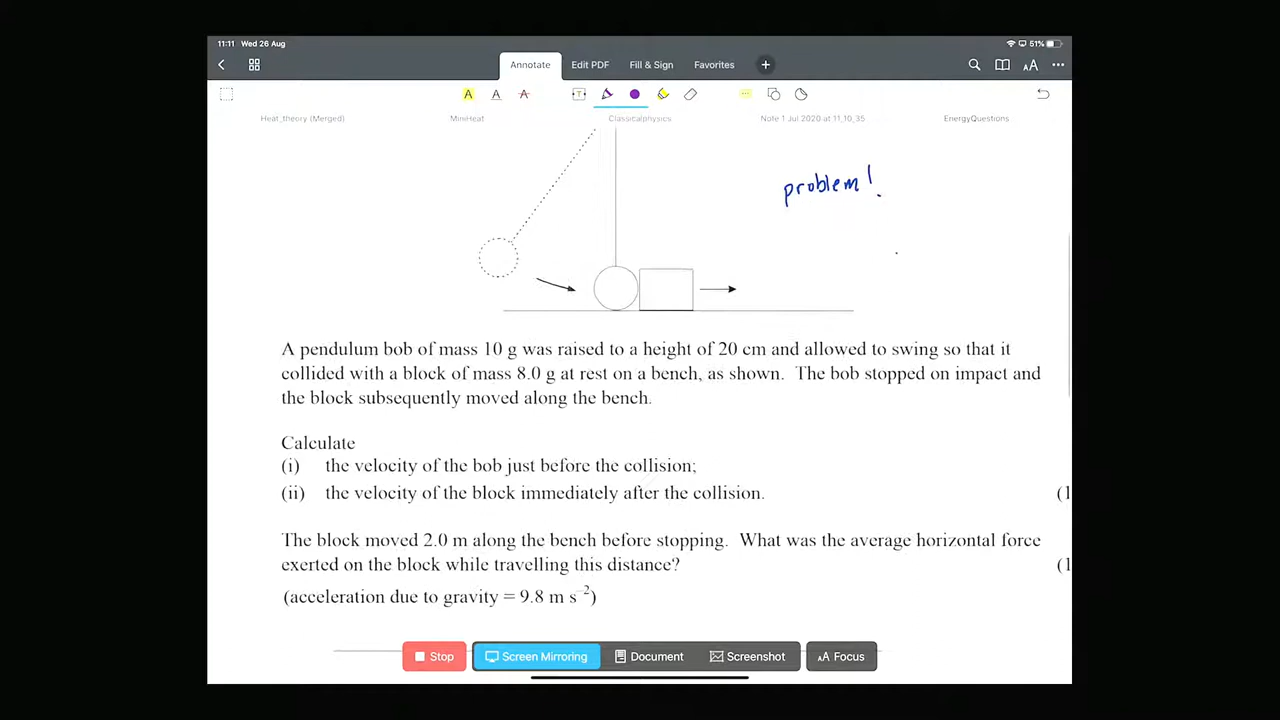 11:11 Wed 26 Aug 51%
Annotate Edit PDF Fill & Sign Favorites
A A A T
Heat_theory (Merged) MiniHeat Classicalphysics Note 1 Jul 2020 at 11_10_35 EnergyQuestions
problem!
A pendulum bob of mass 10 g was raised to a height of 20 cm and allowed to swing so that it
collided with a block of mass 8.0 g at rest on a bench, as shown. The bob stopped on impact and
the block subsequently moved along the bench.
Calculate
(i) the velocity of the bob just before the collision;
(ii) the velocity of the block immediately after the collision. (1
The block moved 2.0 m along the bench before stopping. What was the average horizontal force
exerted on the block while travelling this distance? (1
(acceleration due to gravity = 9.8 m s⁻²)
Stop Screen Mirroring Document Screenshot AA Focus